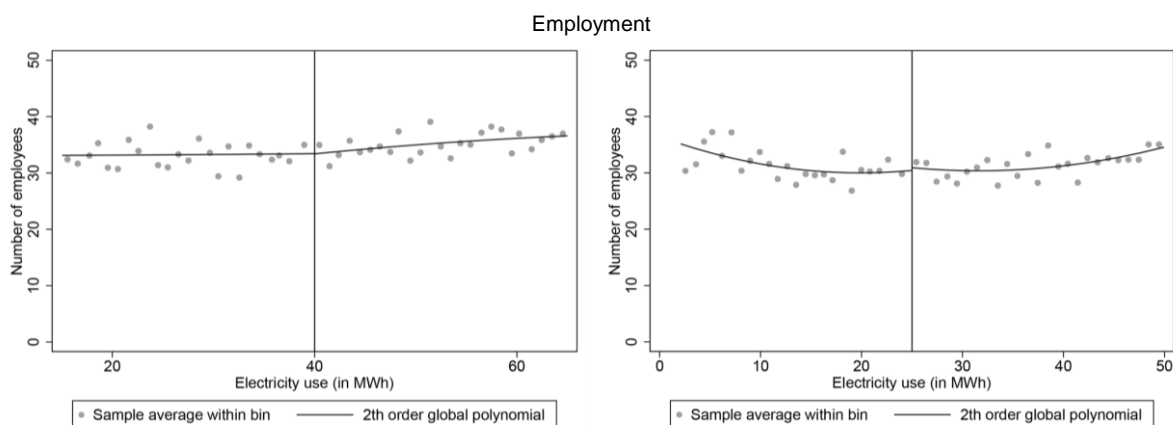 Employment
Number of employees
50
40
30
20
10
0
20
40
60
Electricity use (in MWh)
Sample average within bin
2th order global polynomial
Number of employees
50
40
30
20
10
0
0
10
20
30
40
50
Electricity use (in MWh)
Sample average within bin
2th order global polynomial